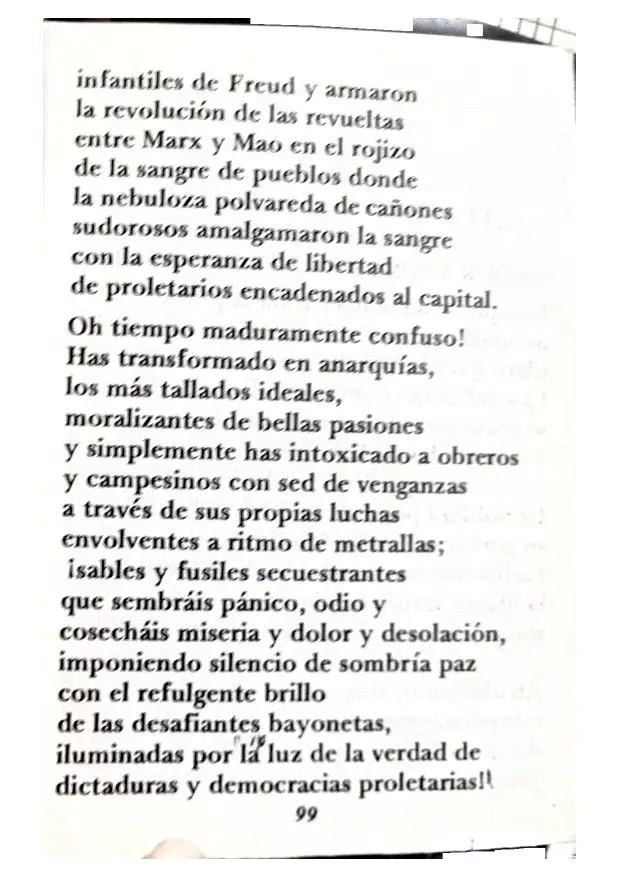 infantiles de Freud y armaron
la revolución de las revueltas
entre Marx y Mao en el rojizo
de la sangre de pueblos donde
la nebuloza polvareda de cañones
sudorosos amalgamaron la sangre
con la esperanza de libertad
de proletarios encadenados al capital.
Oh tiempo maduramente confuso!
Has transformado en anarquías,
los más tallados ideales,
moralizantes de bellas pasiones
y simplemente has intoxicado a obreros
y campesinos con sed de venganzas
a través de sus propias luchas
envolventes a ritmo de metrallas;
¡sables y fusiles secuestrantes
que sembráis pánico, odio y
cosecháis miseria y dolor y desolación,
imponiendo silencio de sombría paz
con el refulgente brillo
de las desafiantes bayonetas,
iluminadas por la luz de la verdad de
dictaduras y democracias proletarias!
99